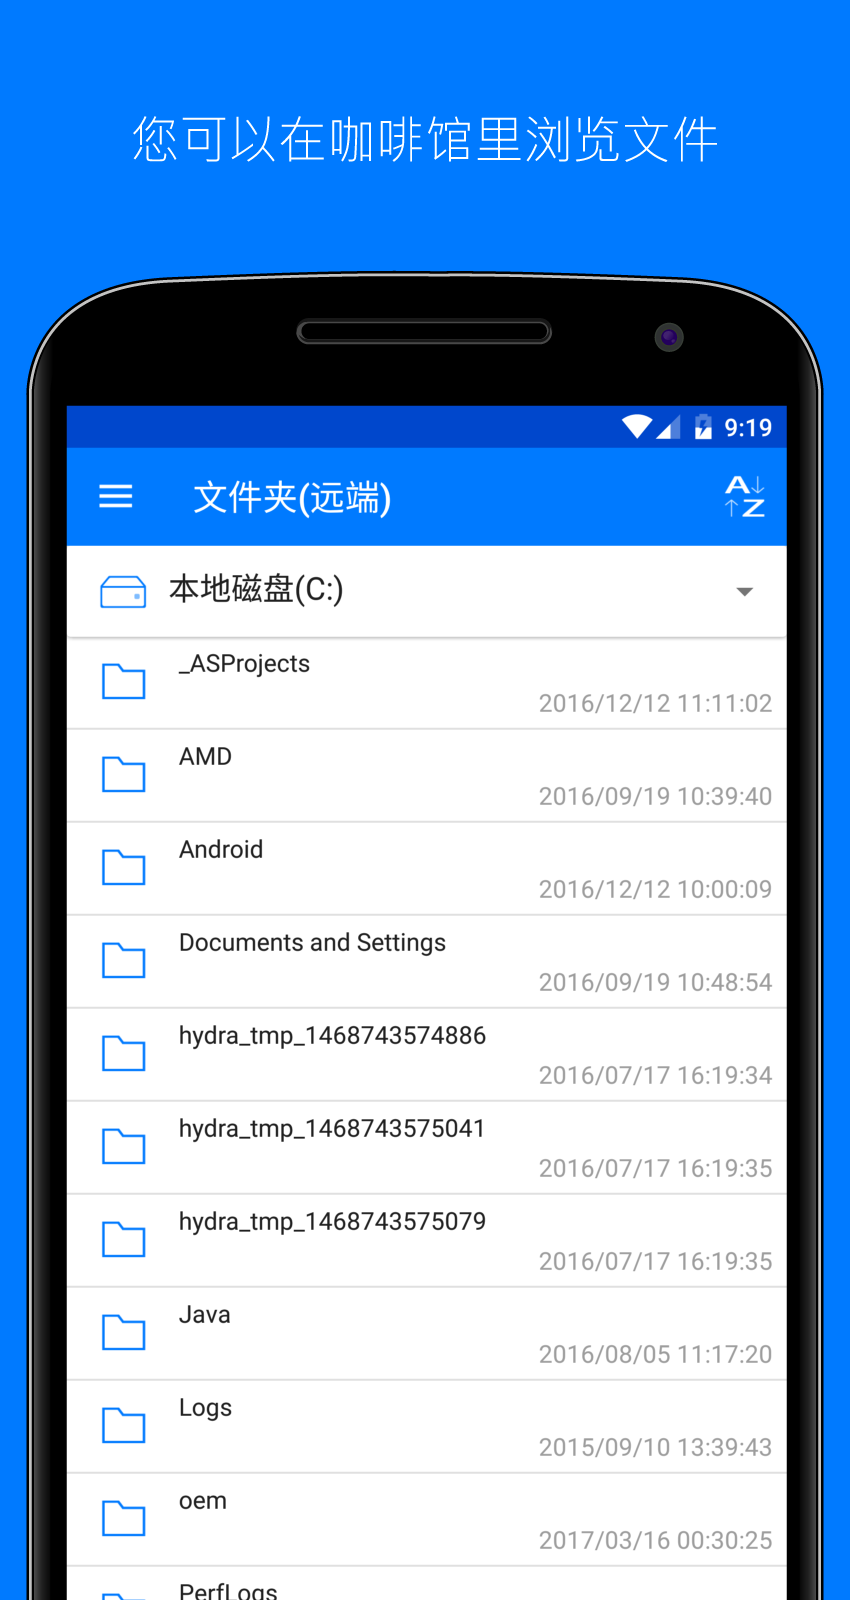 您可以在咖啡馆里浏览文件
9:19
文件夹(远端)
A
Z
本地磁盘(C:)
_ASProjects
2016/12/12 11:11:02
AMD
2016/09/19 10:39:40
Android
2016/12/12 10:00:09
Documents and Settings
2016/09/19 10:48:54
hydra_tmp_1468743574886
2016/07/17 16:19:34
hydra_tmp_1468743575041
2016/07/17 16:19:35
hydra_tmp_1468743575079
2016/07/17 16:19:35
Java
2016/08/05 11:17:20
Logs
2015/09/10 13:39:43
oem
2017/03/16 00:30:25
PerfLogs